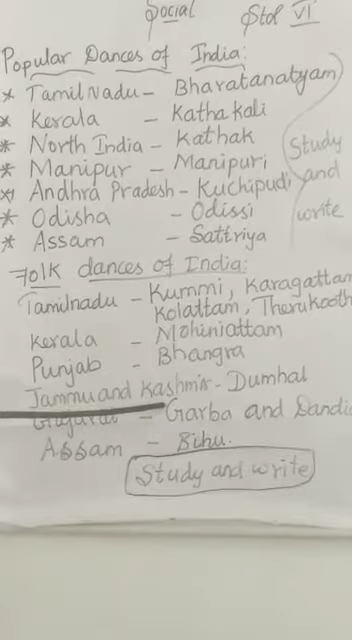 Social Std VI
Popular Dances of India:
* Tamil Nadu - Bharatanatyam
* Kerala - Kathakali
* North India - Kathak
* Manipur - Manipuri
* Andhra Pradesh - Kuchipudi
* Odisha - Odissi
* Assam - Sattriya
Study and write
Folk dances of India:
Tamilnadu - Kummi, Karagattam
Kolattam, Therukooth
Kerala - Mohiniattam
Punjab - Bhangra
Jammu and Kashmir - Dumhal
Gujarat - Garba and Dandi
Assam - Bihu.
Study and write